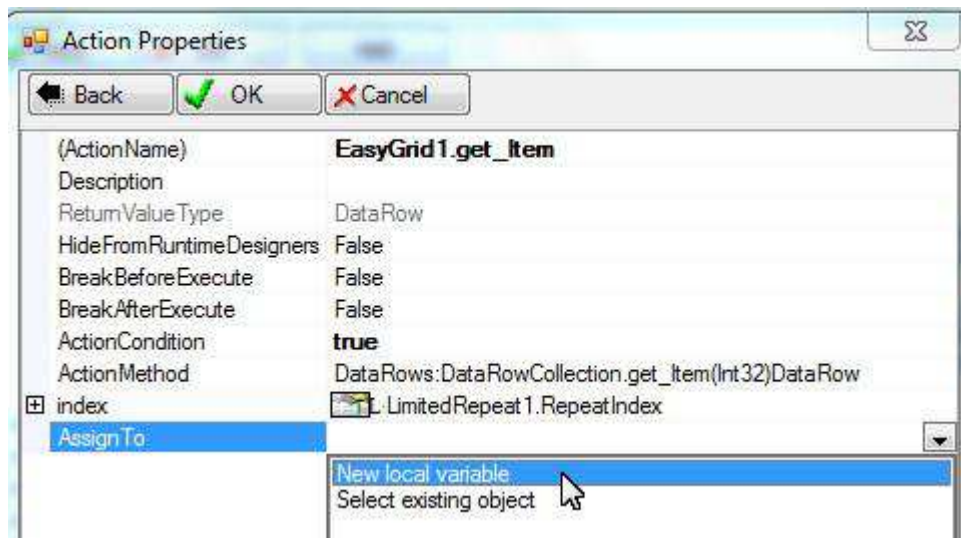 Action Properties
Back OK Cancel
(ActionName) EasyGrid1.get_Item
Description
ReturnValueType DataRow
HideFromRuntimeDesigners False
BreakBeforeExecute False
BreakAfterExecute False
ActionCondition true
ActionMethod DataRows:DataRowCollection.get_Item(Int32)DataRow
index L LimitedRepeat1.RepeatIndex
AssignTo
New local variable
Select existing object